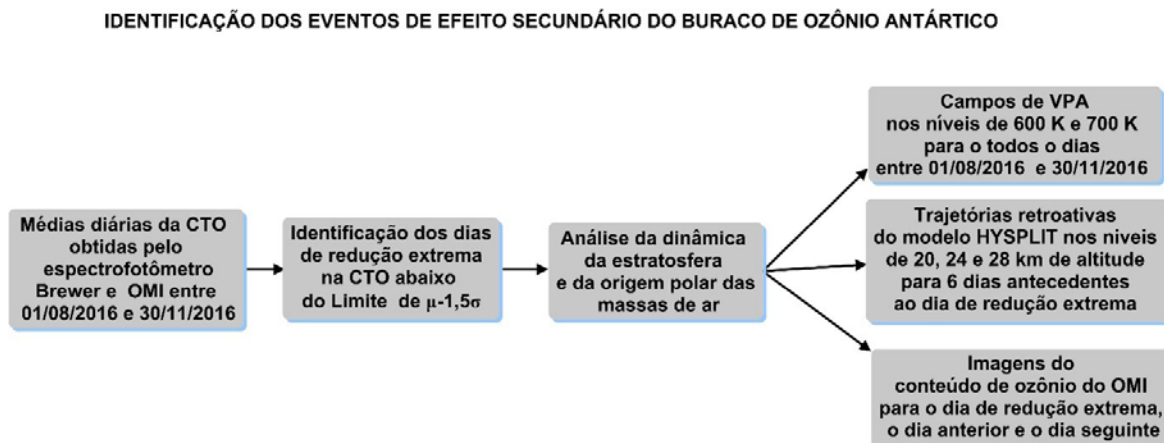 IDENTIFICAÇÃO DOS EVENTOS DE EFEITO SECUNDÁRIO DO BURACO DE OZÔNIO ANTÁRTICO
Médias diárias da CTO
obtidas pelo
espectrofotômetro
Brewer e OMI entre
01/08/2016 e 30/11/2016
Identificação dos dias
de redução extrema
na CTO abaixo
do Limite de μ-1,5σ
Análise da dinâmica
da estratosfera
e da origem polar das
massas de ar
Campos de VPA
nos níveis de 600 K e 700 K
para o todos o dias
entre 01/08/2016 e 30/11/2016
Trajetórias retroativas
do modelo HYSPLIT nos niveis
de 20, 24 e 28 km de altitude
para 6 dias antecedentes
ao dia de redução extrema
Imagens do
conteúdo de ozônio do OMI
para o dia de redução extrema,
o dia anterior e o dia seguinte